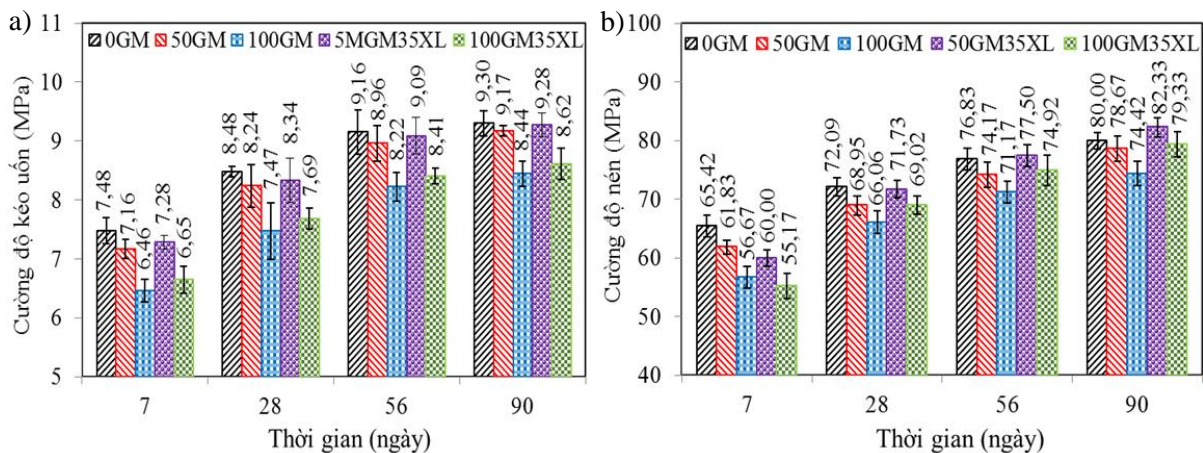 a)
Cường độ kéo uốn (MPa)
11
10
9
8
7
6
5
0GM 50GM 100GM 5MGM35XL 100GM35XL
7,48 7,16 6,46 7,28 6,65
8,48 8,24 7,47 8,34 7,69
9,16 8,96 8,22 9,09 8,41
9,30 9,17 8,44 9,28 8,62
7 28 56 90
Thời gian (ngày)
b)
Cường độ nén (MPa)
100
90
80
70
60
50
40
0GM 50GM 100GM 50GM35XL 100GM35XL
65,42 61,83 56,67 60,00 55,17
72,09 68,95 66,06 71,73 69,02
76,83 74,17 71,17 77,50 74,92
80,00 78,67 74,42 82,33 79,33
7 28 56 90
Thời gian (ngày)